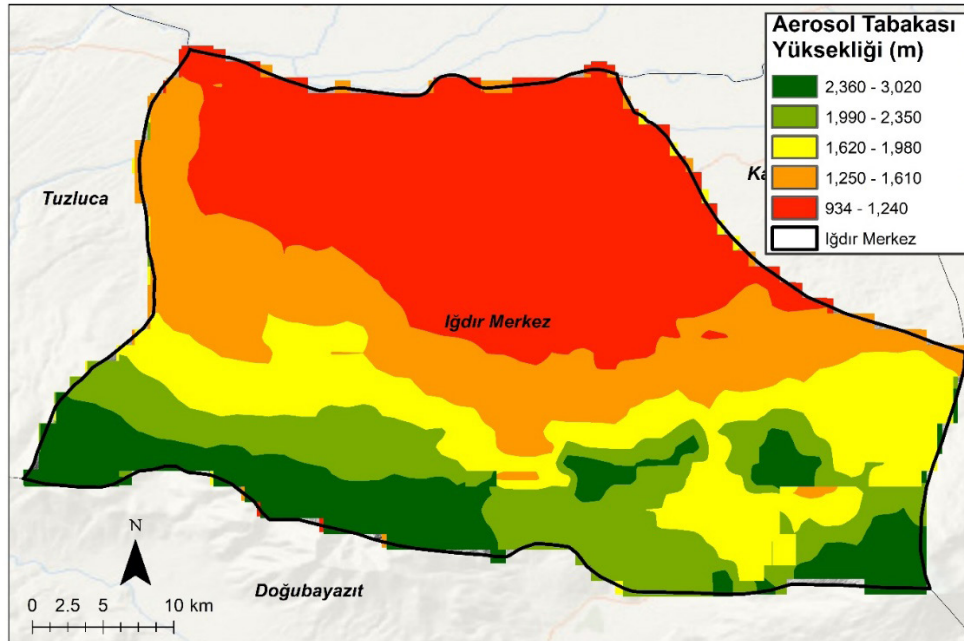 Aerosol Tabakası
Yüksekliği (m)
2,360 - 3,020
1,990 - 2,350
1,620 - 1,980
1,250 - 1,610
934 - 1,240
Iğdır Merkez
Tuzluca
Ka
Iğdır Merkez
N
Doğubayazıt
0 2.5 5 10 km